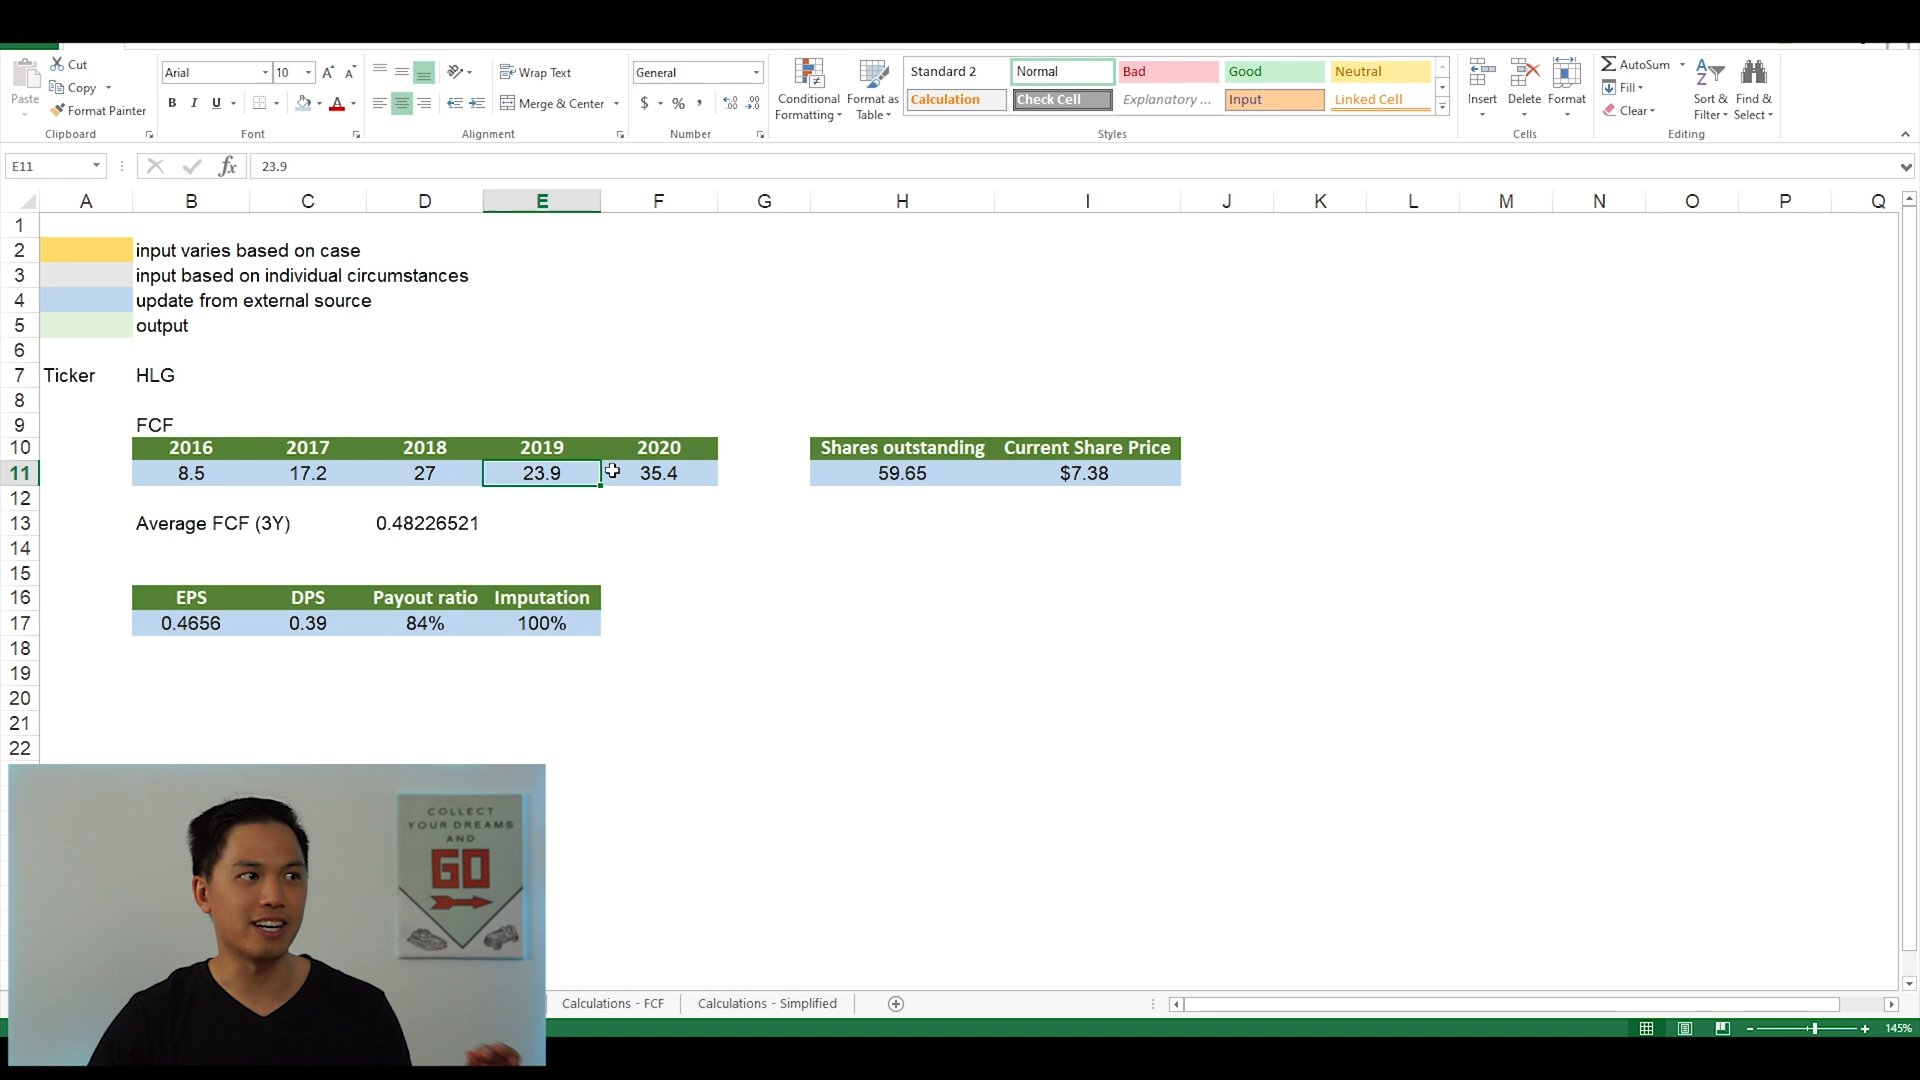 Cut
Copy
Paste
Format Painter
Clipboard
Arial
10
B I U
A
Font
Wrap Text
Merge & Center
Alignment
General
$ % ,
Number
Conditional Formatting
Format as Table
Standard 2
Normal
Bad
Good
Neutral
Calculation
Check Cell
Explanatory ...
Input
Linked Cell
Styles
Insert
Delete
Format
Cells
AutoSum
Fill
Clear
Sort & Filter
Find & Select
Editing
E11
fx
23.9
A B C D E F G H I J K L M N O P Q
1
2 input varies based on case
3 input based on individual circumstances
4 update from external source
5 output
6
7 Ticker HLG
8
9 FCF
10 2016 2017 2018 2019 2020 Shares outstanding Current Share Price
11 8.5 17.2 27 23.9 35.4 59.65 $7.38
12
13 Average FCF (3Y) 0.48226521
14
15
16 EPS DPS Payout ratio Imputation
17 0.4656 0.39 84% 100%
18
19
20
21
22
COLLECT
YOUR DREAMS
AND
GO
Calculations - FCF
Calculations - Simplified
145%